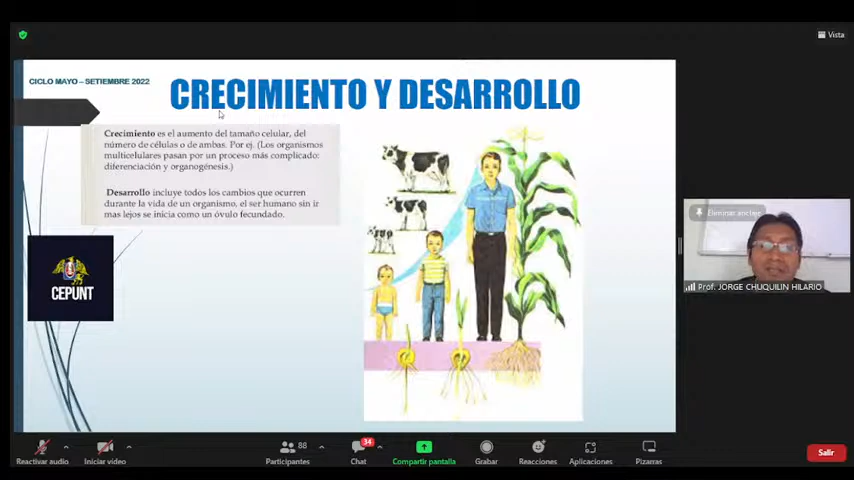 Vista
CICLO MAYO – SETIEMBRE 2022
CRECIMIENTO Y DESARROLLO
Crecimiento es el aumento del tamaño celular, del
número de células o de ambas. Por ej. (Los organismos
multicelulares pasan por un proceso más complicado:
diferenciación y organogénesis.)
Desarrollo incluye todos los cambios que ocurren
durante la vida de un organismo, el ser humano sin ir
mas lejos se inicia como un óvulo fecundado.
CEPUNT
Eliminar anclaje
Prof. JORGE CHUQUILIN HILARIO
Reactivar audio
Iniciar video
88
Participantes
34
Chat
Compartir pantalla
Grabar
Reacciones
Aplicaciones
Pizarras
Salir